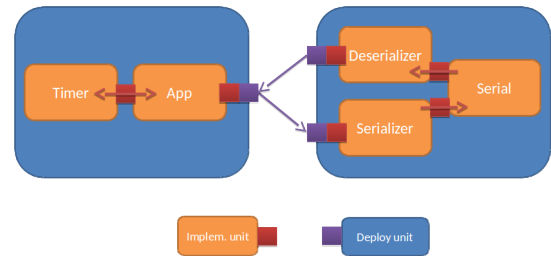 Deserializer
Timer
App
Serial
Serializer
Implem. unit
Deploy unit